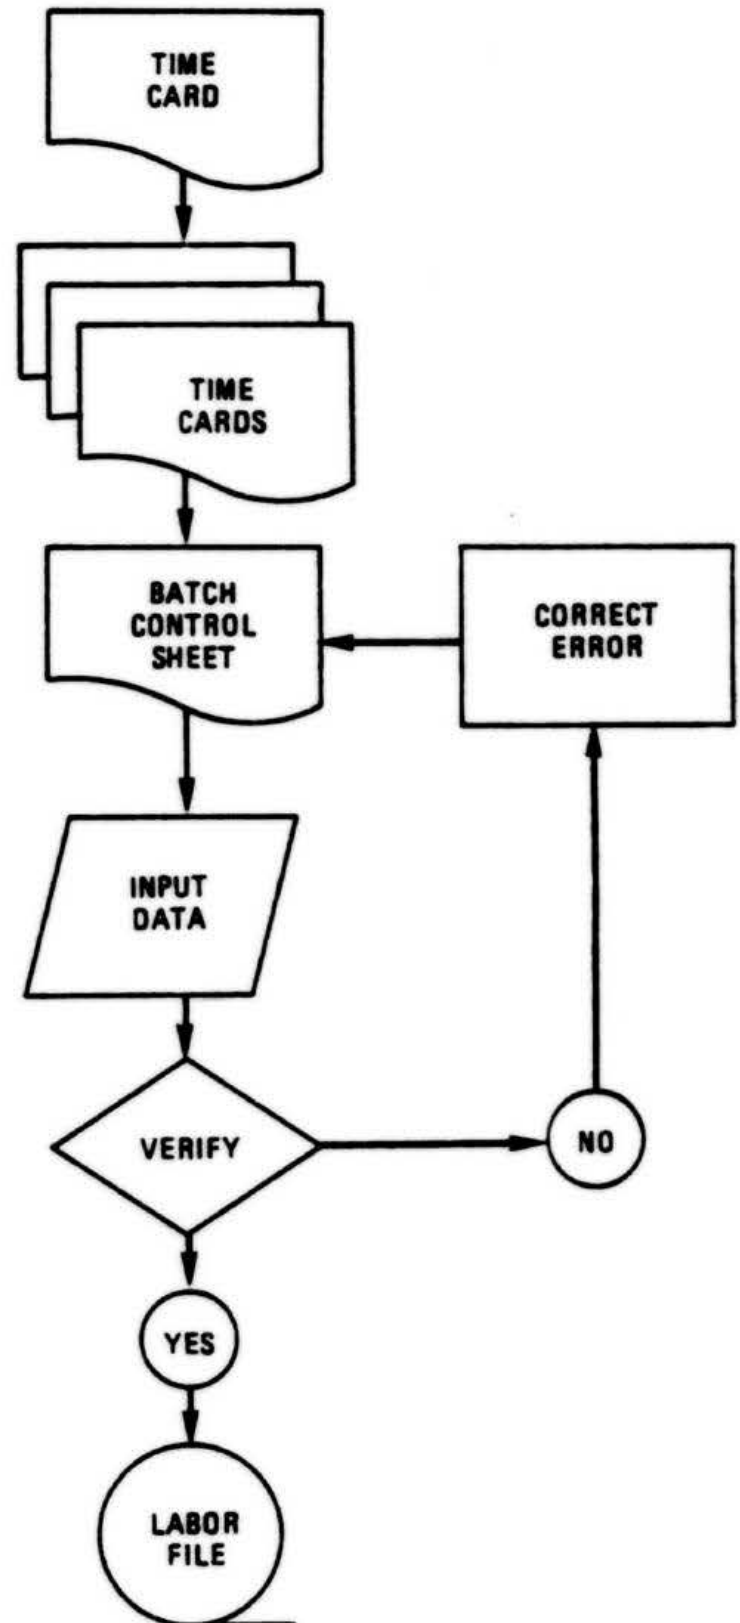 TIME
CARD
TIME
CARDS
BATCH
CONTROL
SHEET
CORRECT
ERROR
INPUT
DATA
VERIFY
NO
YES
LABOR
FILE